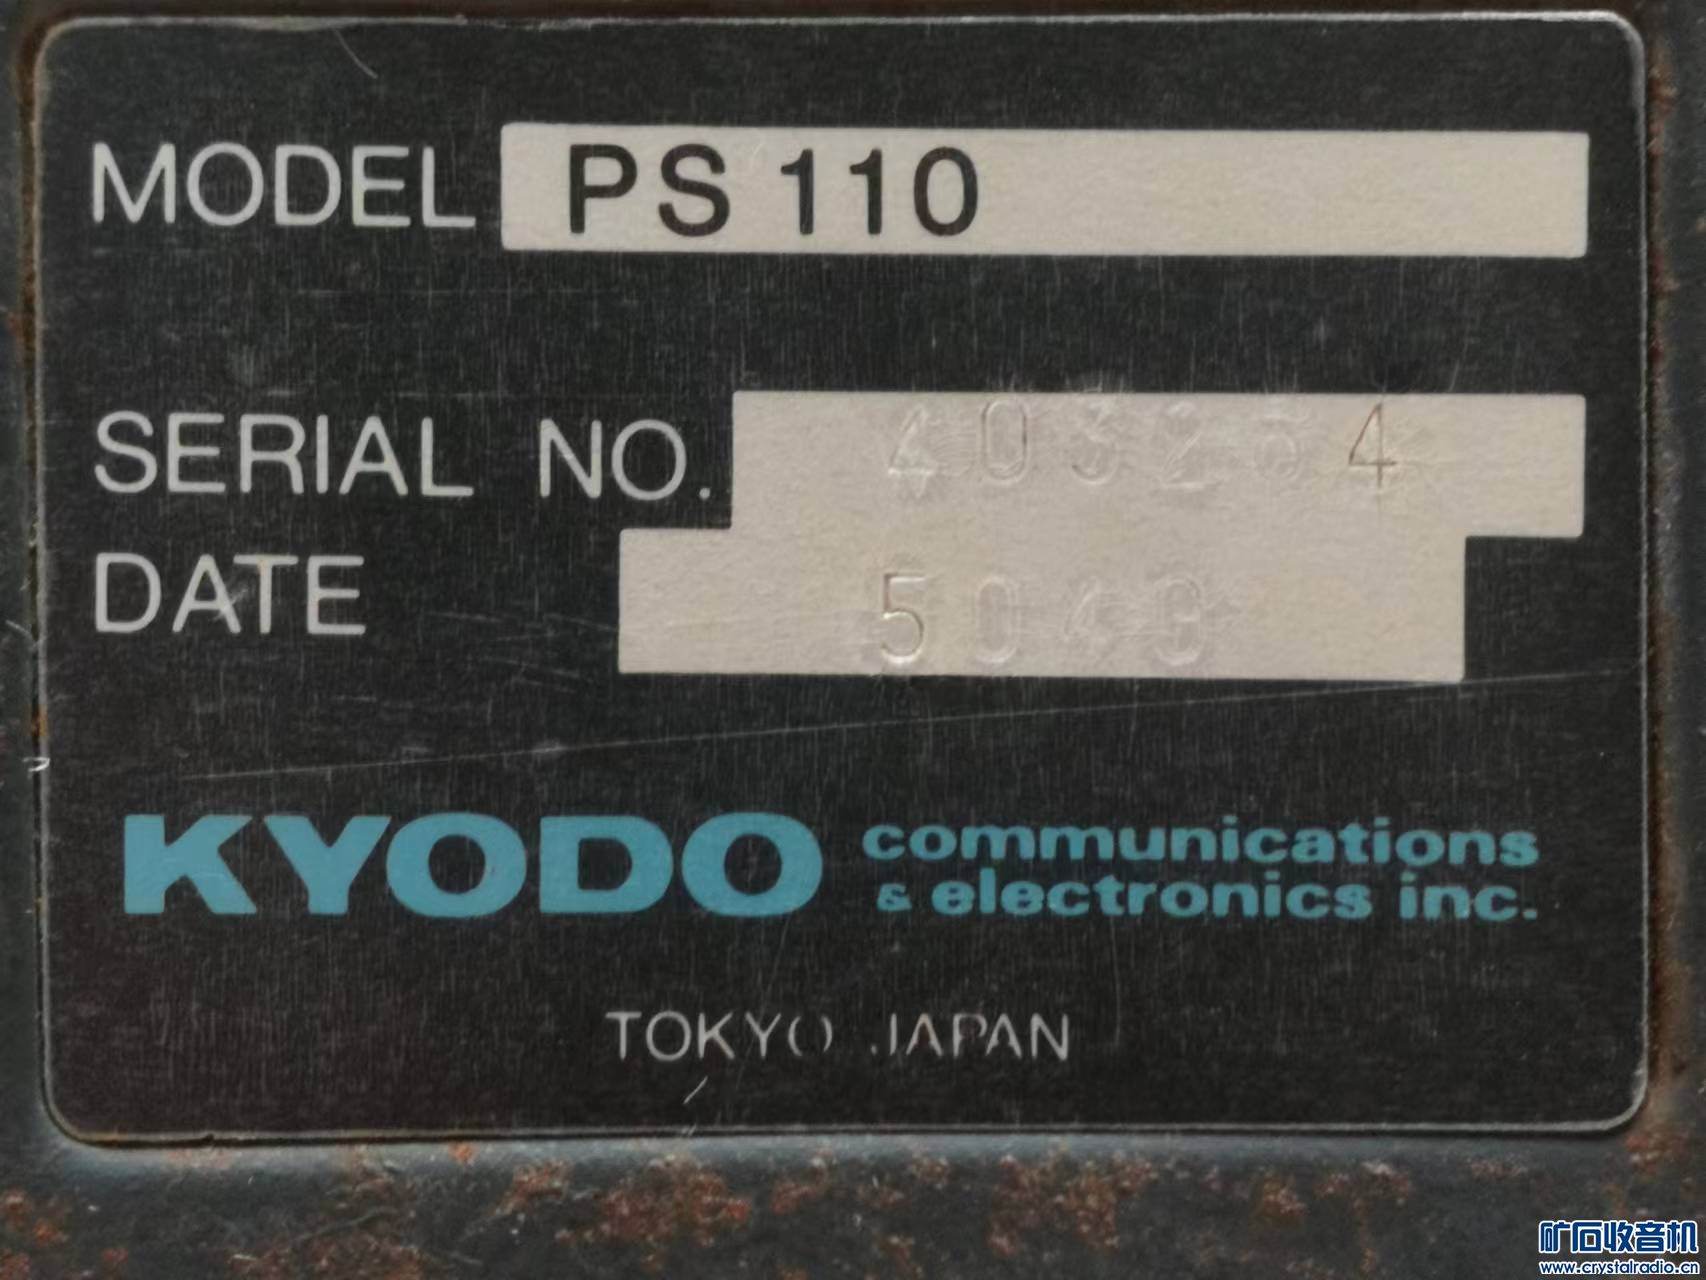 MODEL PS 110
SERIAL NO. 403264
DATE 5049
KYODO communications
& electronics inc.
TOKYO JAPAN
矿石收音机
www.crystalradio.cn